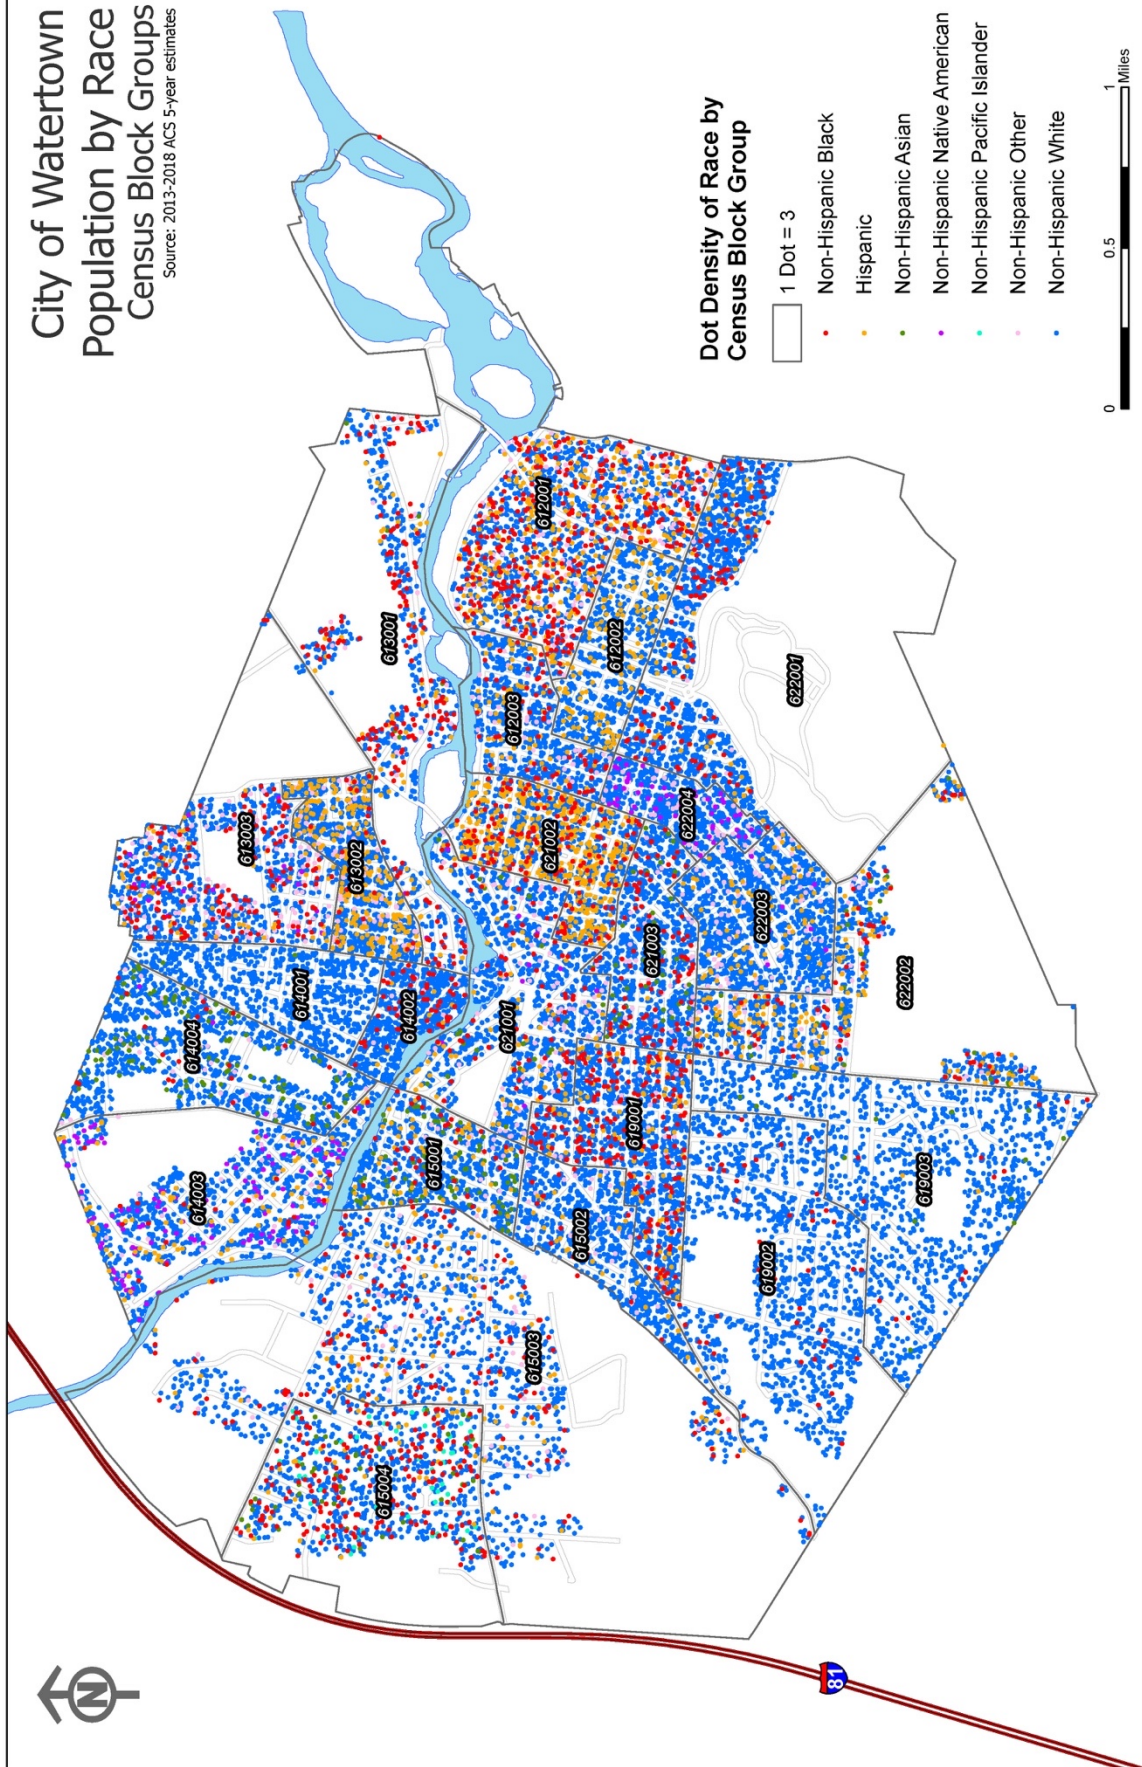 City of Watertown
Population by Race
Census Block Groups
Source: 2013-2018 ACS 5-year estimates
N
81
614003
614004
614001
613003
613002
613001
614002
615001
615004
615003
615002
621001
612003
612001
621002
612002
619001
621003
622004
622003
622001
619002
619003
622002
Dot Density of Race by
Census Block Group
1 Dot = 3
Non-Hispanic Black
Hispanic
Non-Hispanic Asian
Non-Hispanic Native American
Non-Hispanic Pacific Islander
Non-Hispanic Other
Non-Hispanic White
0 0.5 1
Miles